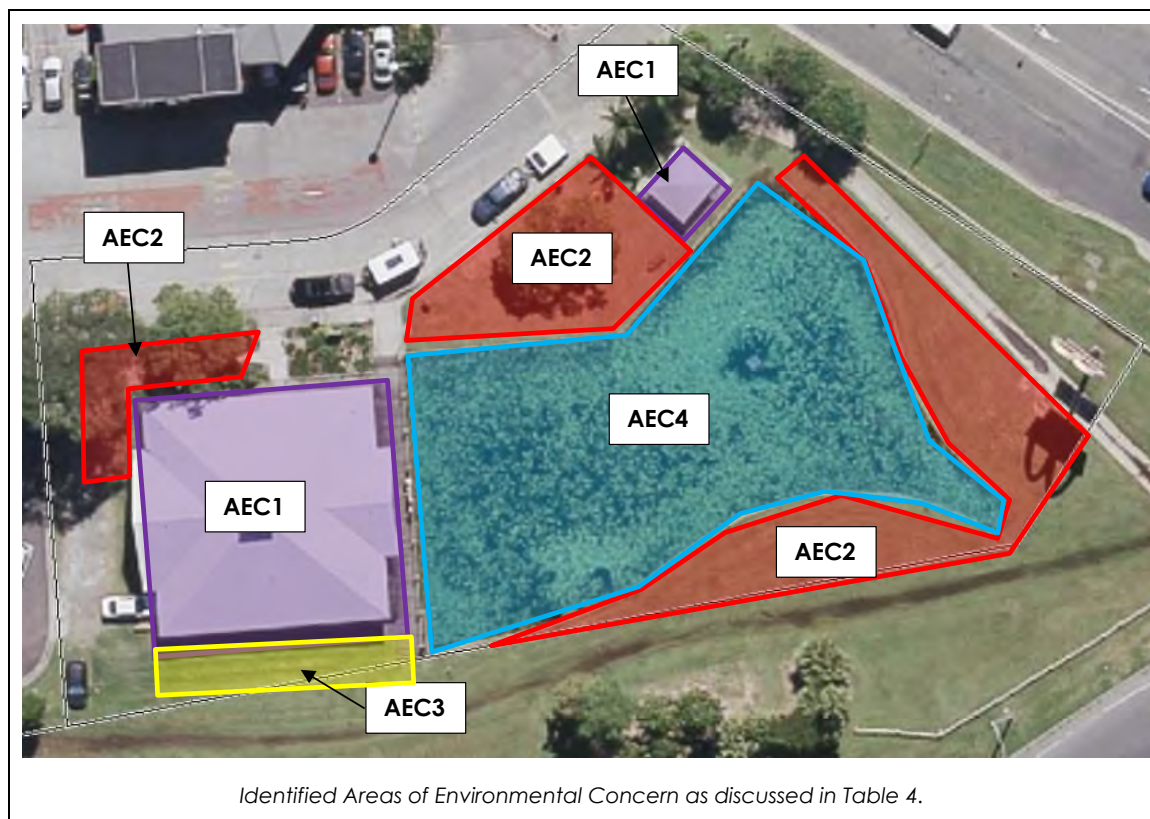 AEC1
AEC2
AEC2
AEC4
AEC1
AEC2
AEC3
Identified Areas of Environmental Concern as discussed in Table 4.